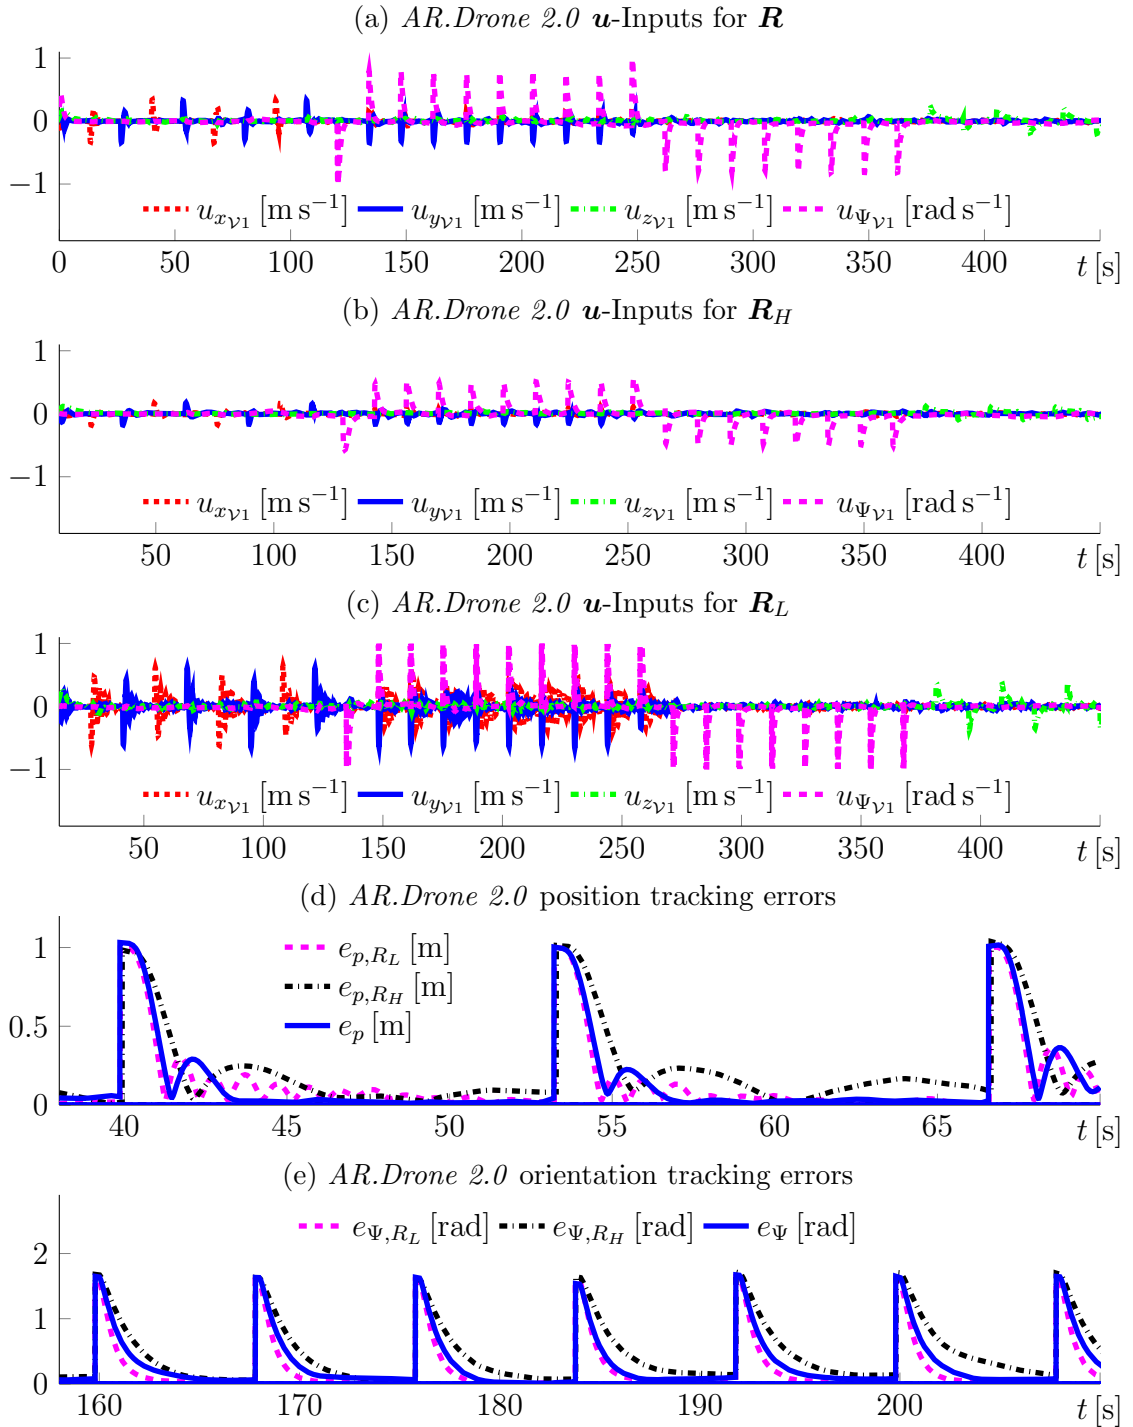 (a) AR.Drone 2.0 u-Inputs for R
1
0
−1
u_{x_{𝒱1}} [m s⁻¹] u_{y_{𝒱1}} [m s⁻¹] u_{z_{𝒱1}} [m s⁻¹] u_{Ψ_{𝒱1}} [rad s⁻¹]
0 50 100 150 200 250 300 350 400 t [s]
(b) AR.Drone 2.0 u-Inputs for R_H
1
0
−1
u_{x_{𝒱1}} [m s⁻¹] u_{y_{𝒱1}} [m s⁻¹] u_{z_{𝒱1}} [m s⁻¹] u_{Ψ_{𝒱1}} [rad s⁻¹]
50 100 150 200 250 300 350 400 t [s]
(c) AR.Drone 2.0 u-Inputs for R_L
1
0
−1
u_{x_{𝒱1}} [m s⁻¹] u_{y_{𝒱1}} [m s⁻¹] u_{z_{𝒱1}} [m s⁻¹] u_{Ψ_{𝒱1}} [rad s⁻¹]
50 100 150 200 250 300 350 400 t [s]
(d) AR.Drone 2.0 position tracking errors
1
0.5
0
e_{p,R_L} [m]
e_{p,R_H} [m]
e_p [m]
40 45 50 55 60 65 t [s]
(e) AR.Drone 2.0 orientation tracking errors
e_{Ψ,R_L} [rad] e_{Ψ,R_H} [rad] e_Ψ [rad]
2
1
0
160 170 180 190 200 t [s]